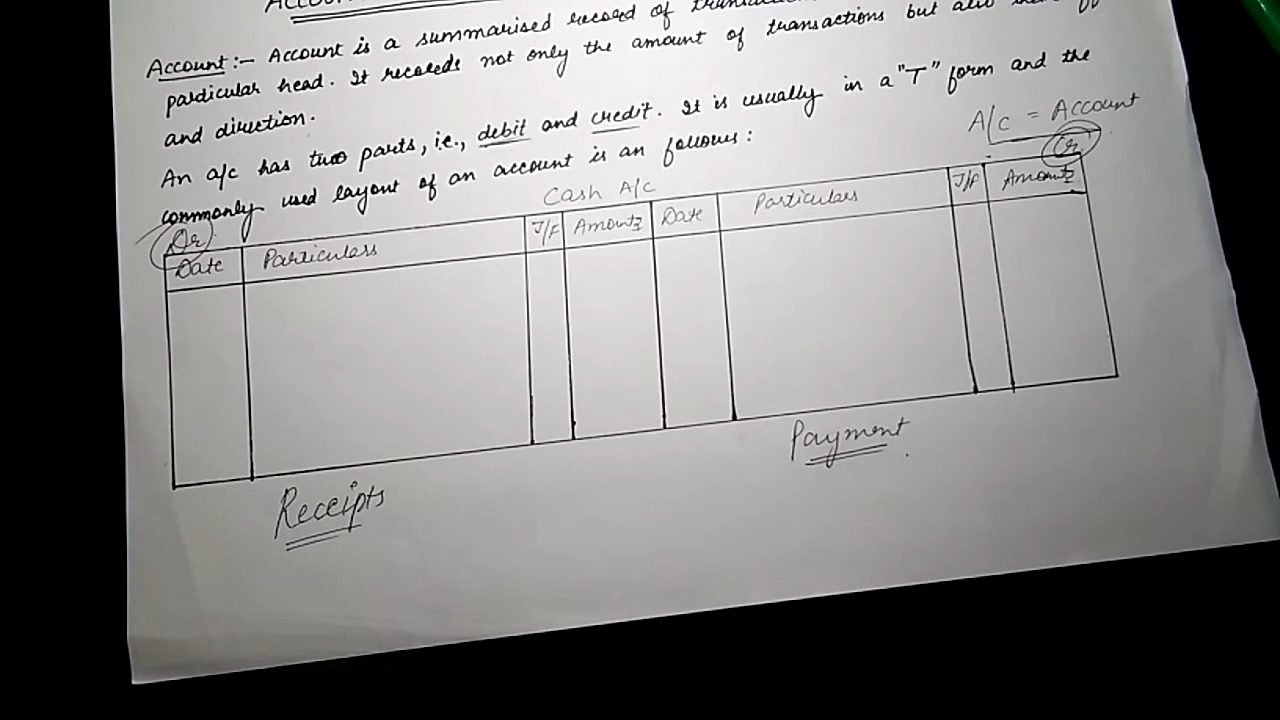 Account :- Account is a summarised record of
particular head. It records not only the amount of transactions but also
and direction.
An a/c has two parts, i.e., debit and credit. It is usually in a "T" form and the
commonly used layout of an account is an follows :
A/c = Account
Cash A/c
Dr Cr
Date Particulars J/F Amount₹ Date Particulars J/F Amount₹
Receipts Payment